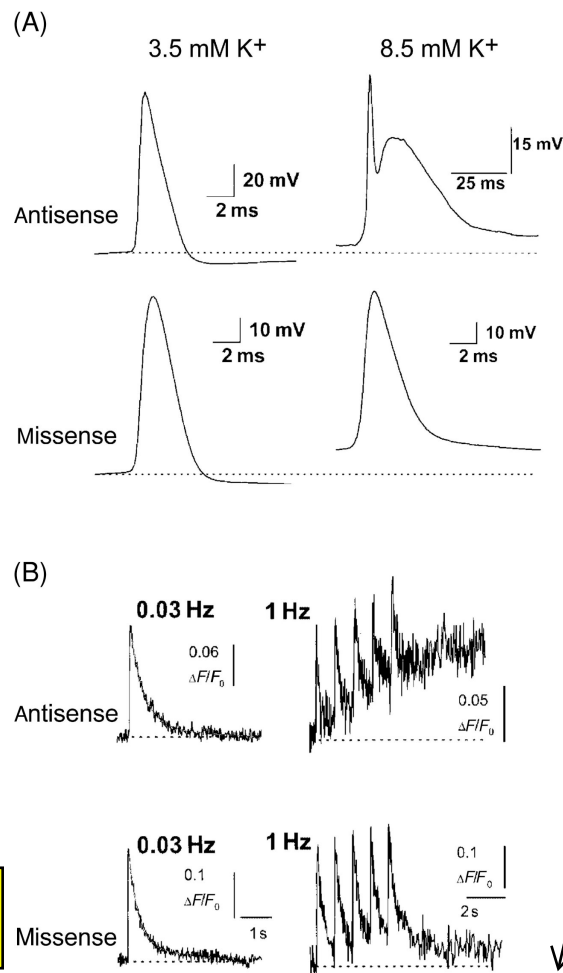 (A)
3.5 mM K+ 8.5 mM K+
15 mV
25 ms
20 mV
2 ms
Antisense
10 mV
2 ms
10 mV
2 ms
Missense
(B)
0.03 Hz 1 Hz
0.06
ΔF/F0
0.05
ΔF/F0
Antisense
0.03 Hz 1 Hz
0.1
ΔF/F0
1 s
0.1
ΔF/F0
2 s
Missense